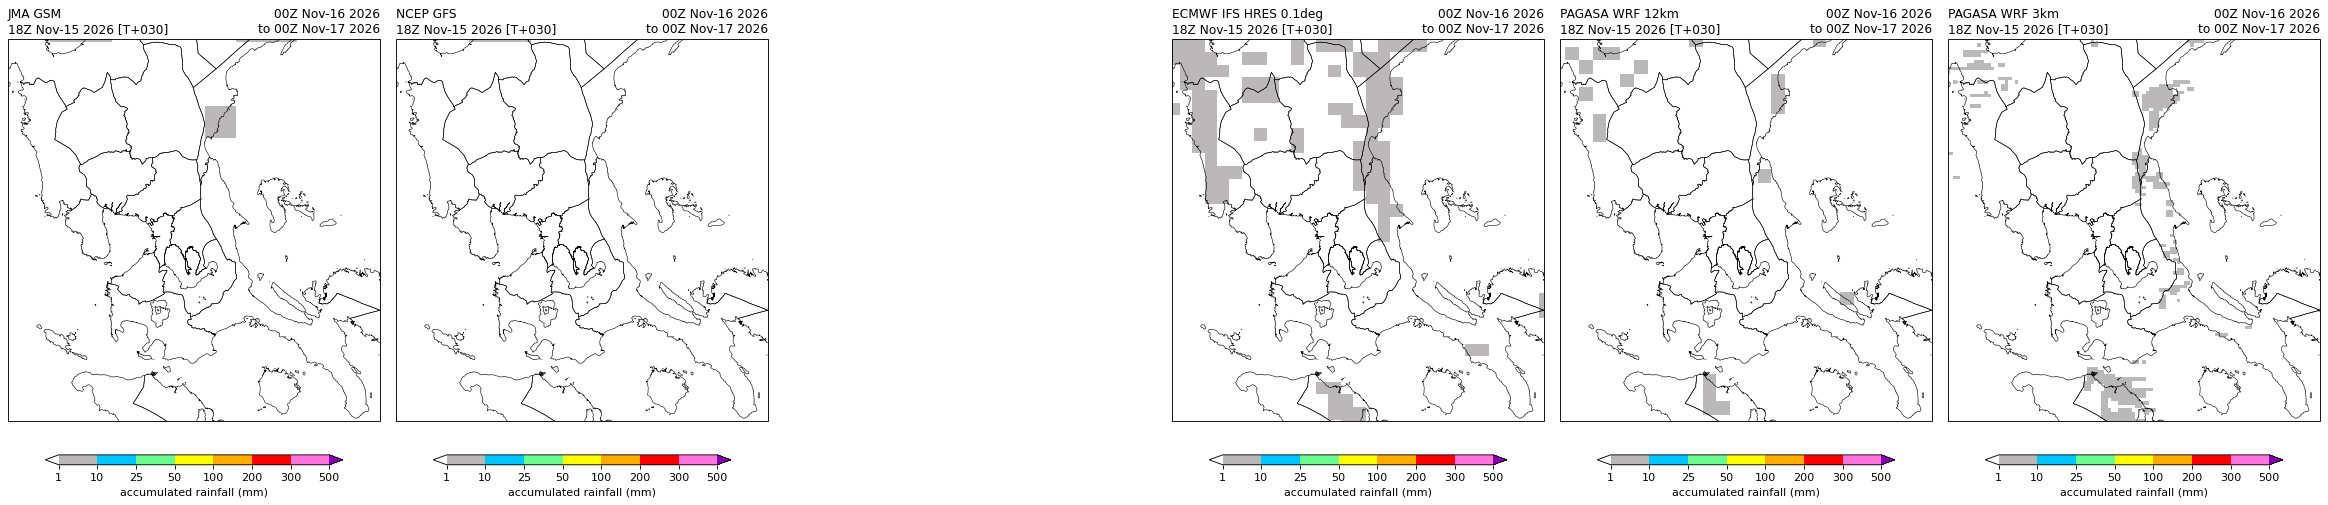 JMA GSM
00Z Nov-16 2026
18Z Nov-15 2026 [T+030]
to 00Z Nov-17 2026
NCEP GFS
00Z Nov-16 2026
18Z Nov-15 2026 [T+030]
to 00Z Nov-17 2026
ECMWF IFS HRES 0.1deg
00Z Nov-16 2026
18Z Nov-15 2026 [T+030]
to 00Z Nov-17 2026
PAGASA WRF 12km
00Z Nov-16 2026
18Z Nov-15 2026 [T+030]
to 00Z Nov-17 2026
PAGASA WRF 3km
00Z Nov-16 2026
18Z Nov-15 2026 [T+030]
to 00Z Nov-17 2026
1 10 25 50 100 200 300 500
accumulated rainfall (mm)
1 10 25 50 100 200 300 500
accumulated rainfall (mm)
1 10 25 50 100 200 300 500
accumulated rainfall (mm)
1 10 25 50 100 200 300 500
accumulated rainfall (mm)
1 10 25 50 100 200 300 500
accumulated rainfall (mm)